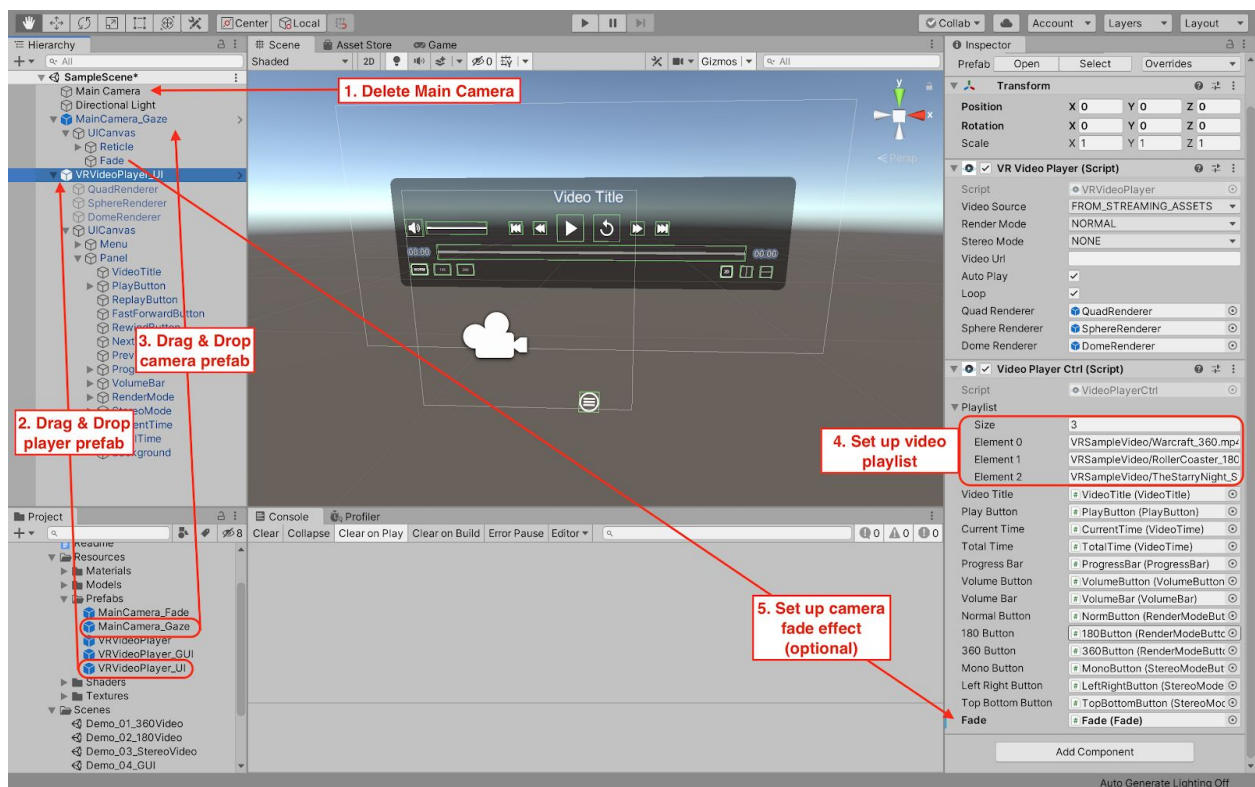 Center Local
Collab Account Layers Layout
Hierarchy
All
SampleScene*
Main Camera
Directional Light
MainCamera_Gaze
UICanvas
Reticle
Fade
VRVideoPlayer_UI
QuadRenderer
SphereRenderer
DomeRenderer
UICanvas
Menu
Panel
VideoTitle
PlayButton
ReplayButton
FastForwardButton
VolumeBar
RenderMode
Scene Asset Store Game
Shaded 2D 0 Gizmos All
1. Delete Main Camera
y
x
Persp
Video Title
00:00 00:00
3. Drag & Drop
camera prefab
2. Drag & Drop
player prefab
4. Set up video
playlist
5. Set up camera
fade effect
(optional)
Project
8
Readme
Resources
Materials
Models
Prefabs
MainCamera_Fade
MainCamera_Gaze
VRVideoPlayer
VRVideoPlayer_GUI
VRVideoPlayer_UI
Shaders
Textures
Scenes
Demo_01_360Video
Demo_02_180Video
Demo_03_StereoVideo
Demo_04_GUI
Console Profiler
Clear Collapse Clear on Play Clear on Build Error Pause Editor 0 0 0
Inspector
Prefab Open Select Overrides
Transform
Position X 0 Y 0 Z 0
Rotation X 0 Y 0 Z 0
Scale X 1 Y 1 Z 1
VR Video Player (Script)
Script VRVideoPlayer
Video Source FROM_STREAMING_ASSETS
Render Mode NORMAL
Stereo Mode NONE
Video Url
Auto Play
Loop
Quad Renderer QuadRenderer
Sphere Renderer SphereRenderer
Dome Renderer DomeRenderer
Video Player Ctrl (Script)
Script VideoPlayerCtrl
Playlist
Size 3
Element 0 VRSampleVideo/Warcraft_360.mp4
Element 1 VRSampleVideo/RollerCoaster_180
Element 2 VRSampleVideo/TheStarryNight_S
Video Title VideoTitle (VideoTitle)
Play Button PlayButton (PlayButton)
Current Time CurrentTime (VideoTime)
Total Time TotalTime (VideoTime)
Progress Bar ProgressBar (ProgressBar)
Volume Button VolumeButton (VolumeButton
Volume Bar VolumeBar (VolumeBar)
Normal Button NormButton (RenderModeBut
180 Button 180Button (RenderModeButtc
360 Button 360Button (RenderModeButtc
Mono Button MonoButton (StereoModeBut
Left Right Button LeftRightButton (StereoMode
Top Bottom Button TopBottomButton (StereoMoc
Fade Fade (Fade)
Add Component
Auto Generate Lighting Off